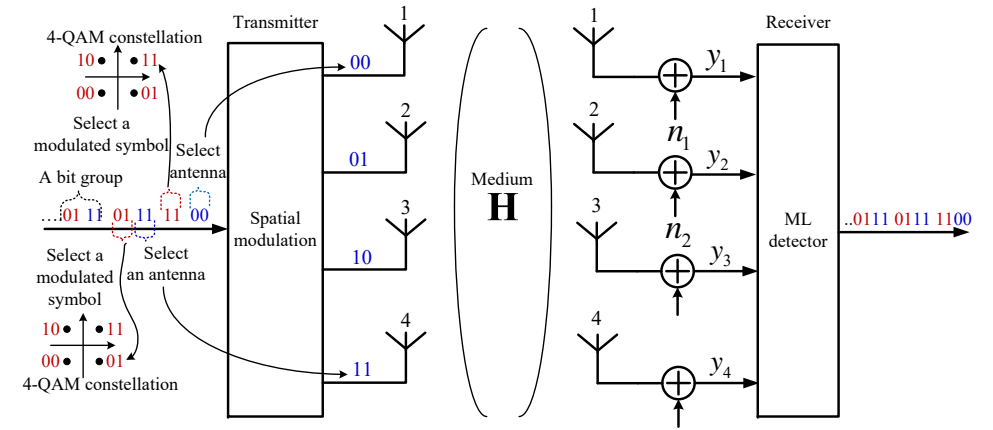 Transmitter
Receiver
4-QAM constellation
10 11
00 01
Select a
modulated symbol
Select
antenna
A bit group
....01 11 01 11 11 00
Select a
modulated
symbol
Select
an antenna
10 11
00 01
4-QAM constellation
Spatial
modulation
00
01
10
11
1
2
3
4
Medium
H
1
2
3
4
n1
n2
y1
y2
y3
y4
ML
detector
..0111 0111 1100